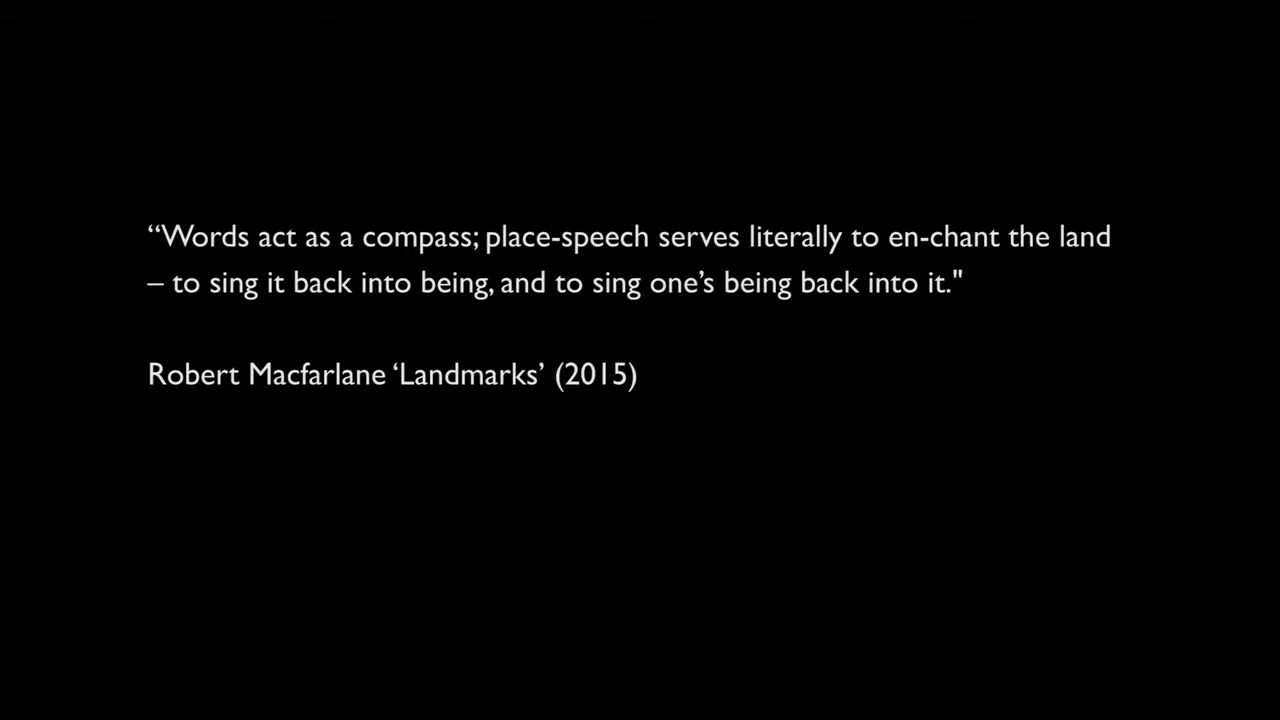 “Words act as a compass; place-speech serves literally to en-chant the land
– to sing it back into being, and to sing one’s being back into it."
Robert Macfarlane ‘Landmarks’ (2015)